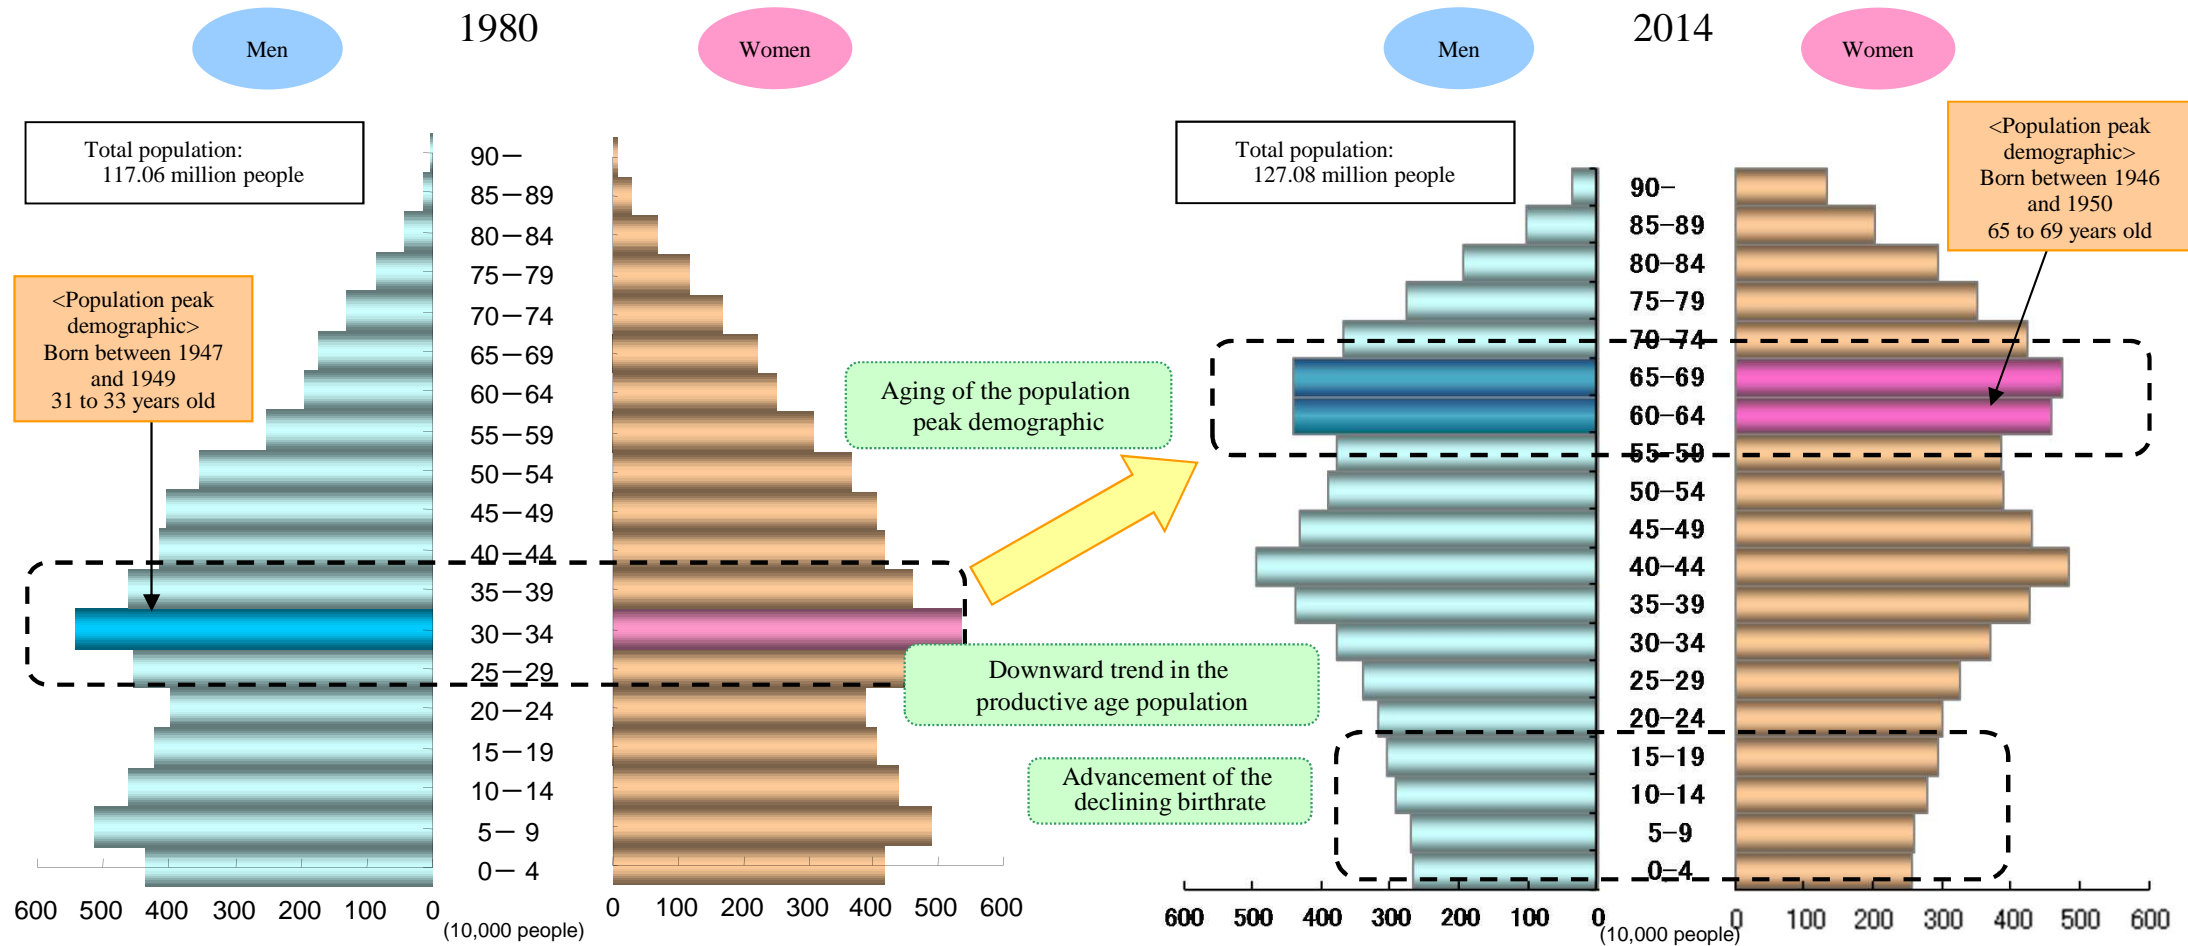 1980
Men
Women
Total population:
117.06 million people
<Population peak
demographic>
Born between 1947
and 1949
31 to 33 years old
90－
85－89
80－84
75－79
70－74
65－69
60－64
55－59
50－54
45－49
40－44
35－39
30－34
25－29
20－24
15－19
10－14
5－ 9
0－ 4
600 500 400 300 200 100 0
(10,000 people)
0 100 200 300 400 500 600
Aging of the population
peak demographic
Downward trend in the
productive age population
Advancement of the
declining birthrate
2014
Men
Women
Total population:
127.08 million people
<Population peak
demographic>
Born between 1946
and 1950
65 to 69 years old
90-
85-89
80-84
75-79
70-74
65-69
60-64
55-59
50-54
45-49
40-44
35-39
30-34
25-29
20-24
15-19
10-14
5-9
0-4
600 500 400 300 200 100 0
(10,000 people)
0 100 200 300 400 500 600